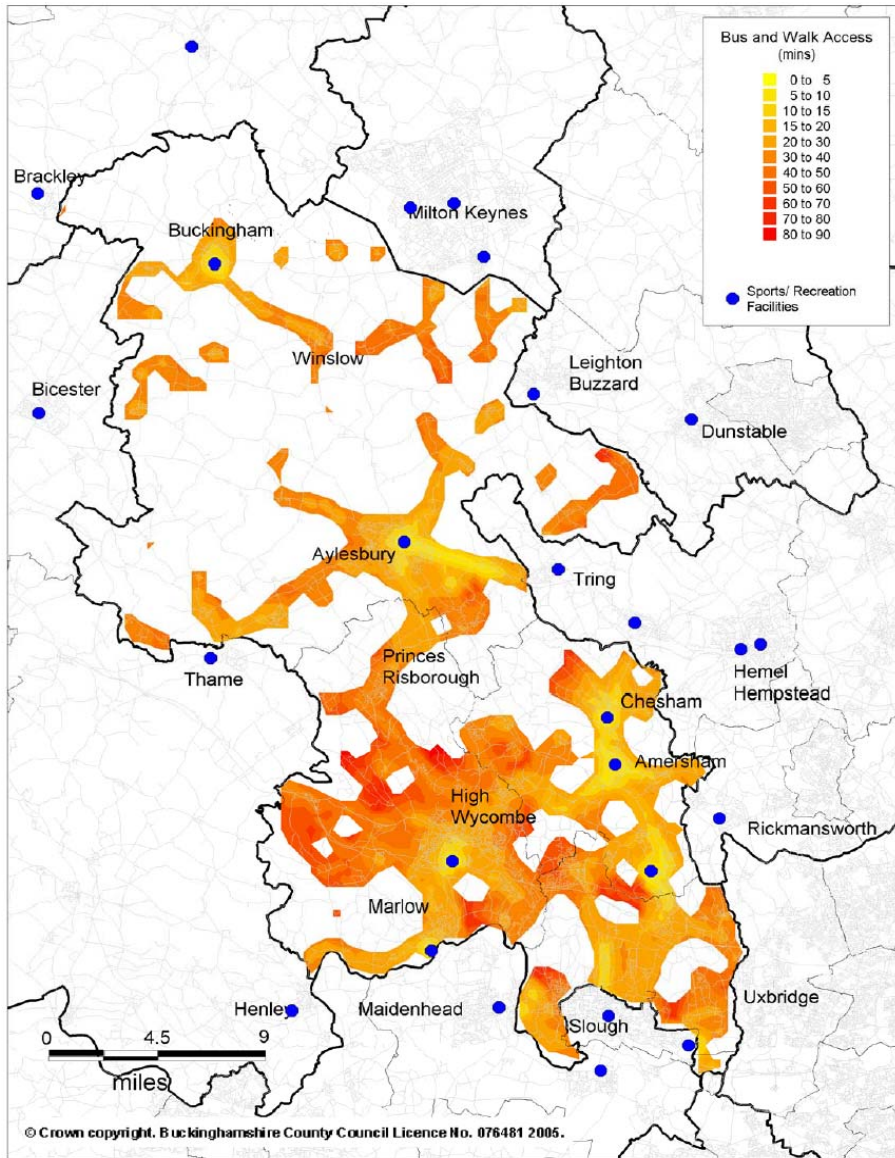 Bus and Walk Access
(mins)
0 to 5
5 to 10
10 to 15
15 to 20
20 to 30
30 to 40
40 to 50
50 to 60
60 to 70
70 to 80
80 to 90
Sports/ Recreation
Facilities
Brackley
Buckingham
Milton Keynes
Winslow
Leighton
Buzzard
Bicester
Dunstable
Aylesbury
Tring
Thame
Princes
Risborough
Hemel
Hempstead
Chesham
Amersham
High
Wycombe
Rickmansworth
Marlow
Henley
Maidenhead
Slough
Uxbridge
0 4.5 9
miles
© Crown copyright. Buckinghamshire County Council Licence No. 076481 2005.